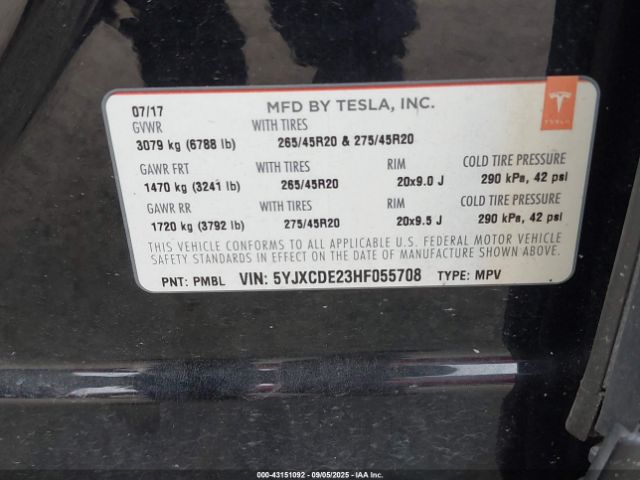 07/17 MFD BY TESLA, INC. TESLA
GVWR WITH TIRES
3079 kg (6788 lb) 265/45R20 & 275/45R20
GAWR FRT WITH TIRES RIM COLD TIRE PRESSURE
1470 kg (3241 lb) 265/45R20 20x9.0 J 290 kPa, 42 psi
GAWR RR WITH TIRES RIM COLD TIRE PRESSURE
1720 kg (3792 lb) 275/45R20 20x9.5 J 290 kPa, 42 psi
THIS VEHICLE CONFORMS TO ALL APPLICABLE U.S. FEDERAL MOTOR VEHICLE
SAFETY STANDARDS IN EFFECT ON THE DATE OF MANUFACTURE SHOWN ABOVE.
PNT: PMBL VIN: 5YJXCDE23HF055708 TYPE: MPV
000-43151092 - 09/05/2025 - IAA Inc.